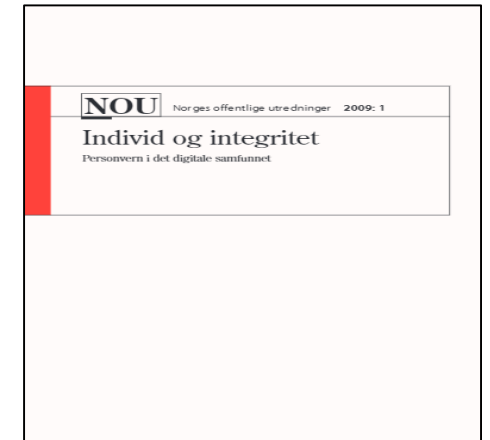 NOU Norges offentlige utredninger 2009: 1
Individ og integritet
Personvern i det digitale samfunnet